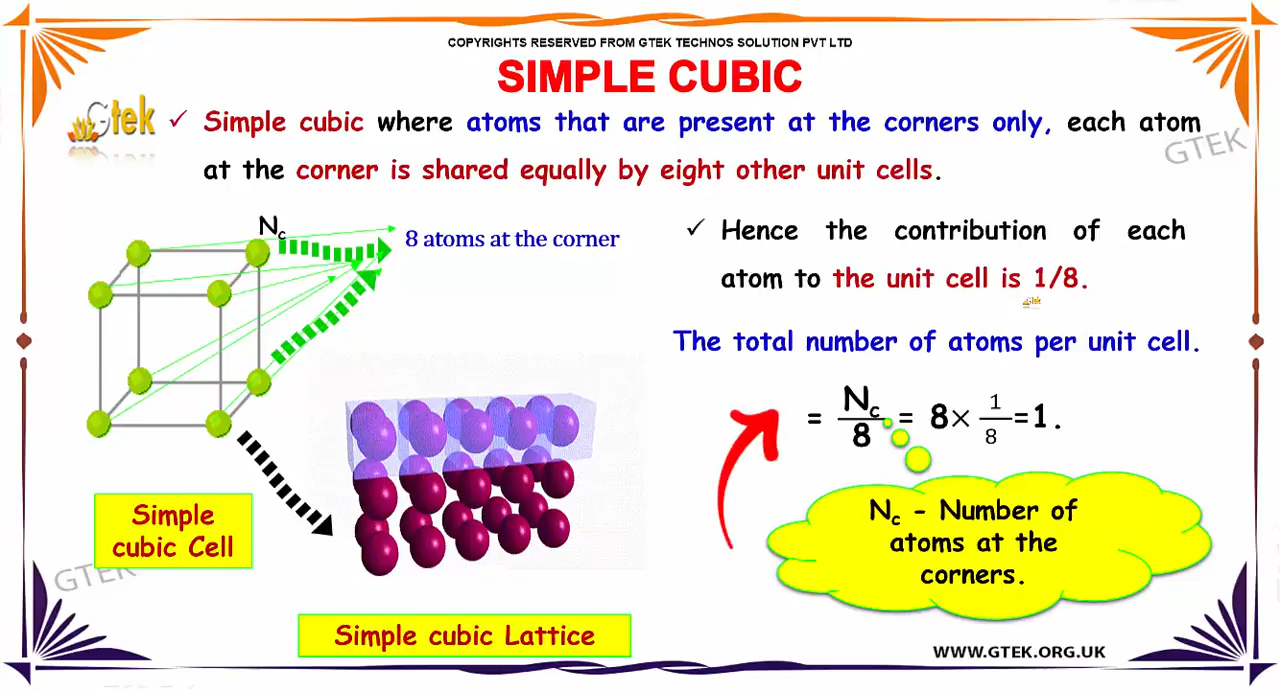 COPYRIGHTS RESERVED FROM GTEK TECHNOS SOLUTION PVT LTD
SIMPLE CUBIC
Gtek
✓ Simple cubic where atoms that are present at the corners only, each atom
at the corner is shared equally by eight other unit cells.
GTEK
Nc
8 atoms at the corner
✓ Hence the contribution of each
atom to the unit cell is 1/8.
Gtek
The total number of atoms per unit cell.
= Nc/8 = 8× 1/8 =1.
Nc - Number of
atoms at the
corners.
Simple
cubic Cell
GTEK
Simple cubic Lattice
WWW.GTEK.ORG.UK